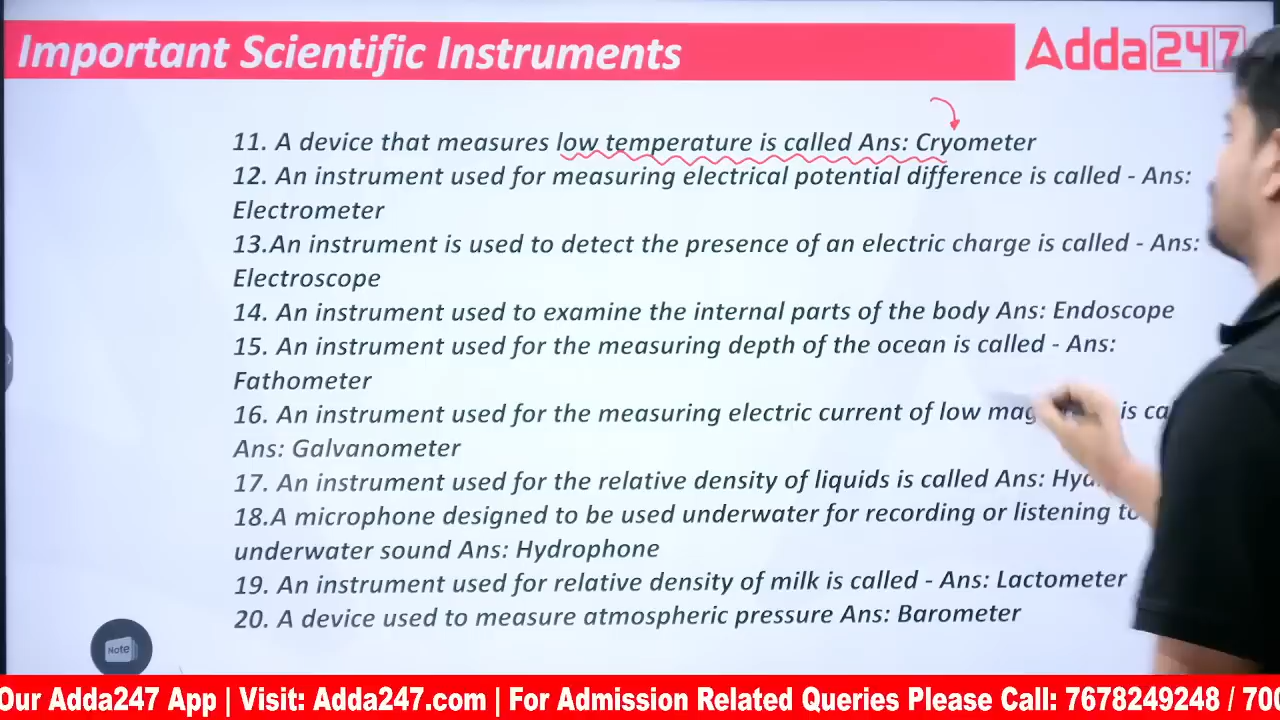 Important Scientific Instruments
Adda247
11. A device that measures low temperature is called Ans: Cryometer
12. An instrument used for measuring electrical potential difference is called - Ans:
Electrometer
13.An instrument is used to detect the presence of an electric charge is called - Ans:
Electroscope
14. An instrument used to examine the internal parts of the body Ans: Endoscope
15. An instrument used for the measuring depth of the ocean is called - Ans:
Fathometer
16. An instrument used for the measuring electric current of low is
Ans: Galvanometer
17. An instrument used for the relative density of liquids is called Ans:
18.A microphone designed to be used underwater for recording or listening to
underwater sound Ans: Hydrophone
19. An instrument used for relative density of milk is called - Ans: Lactometer
20. A device used to measure atmospheric pressure Ans: Barometer
Note
Our Adda247 App | Visit: Adda247.com | For Admission Related Queries Please Call: 7678249248 / 700